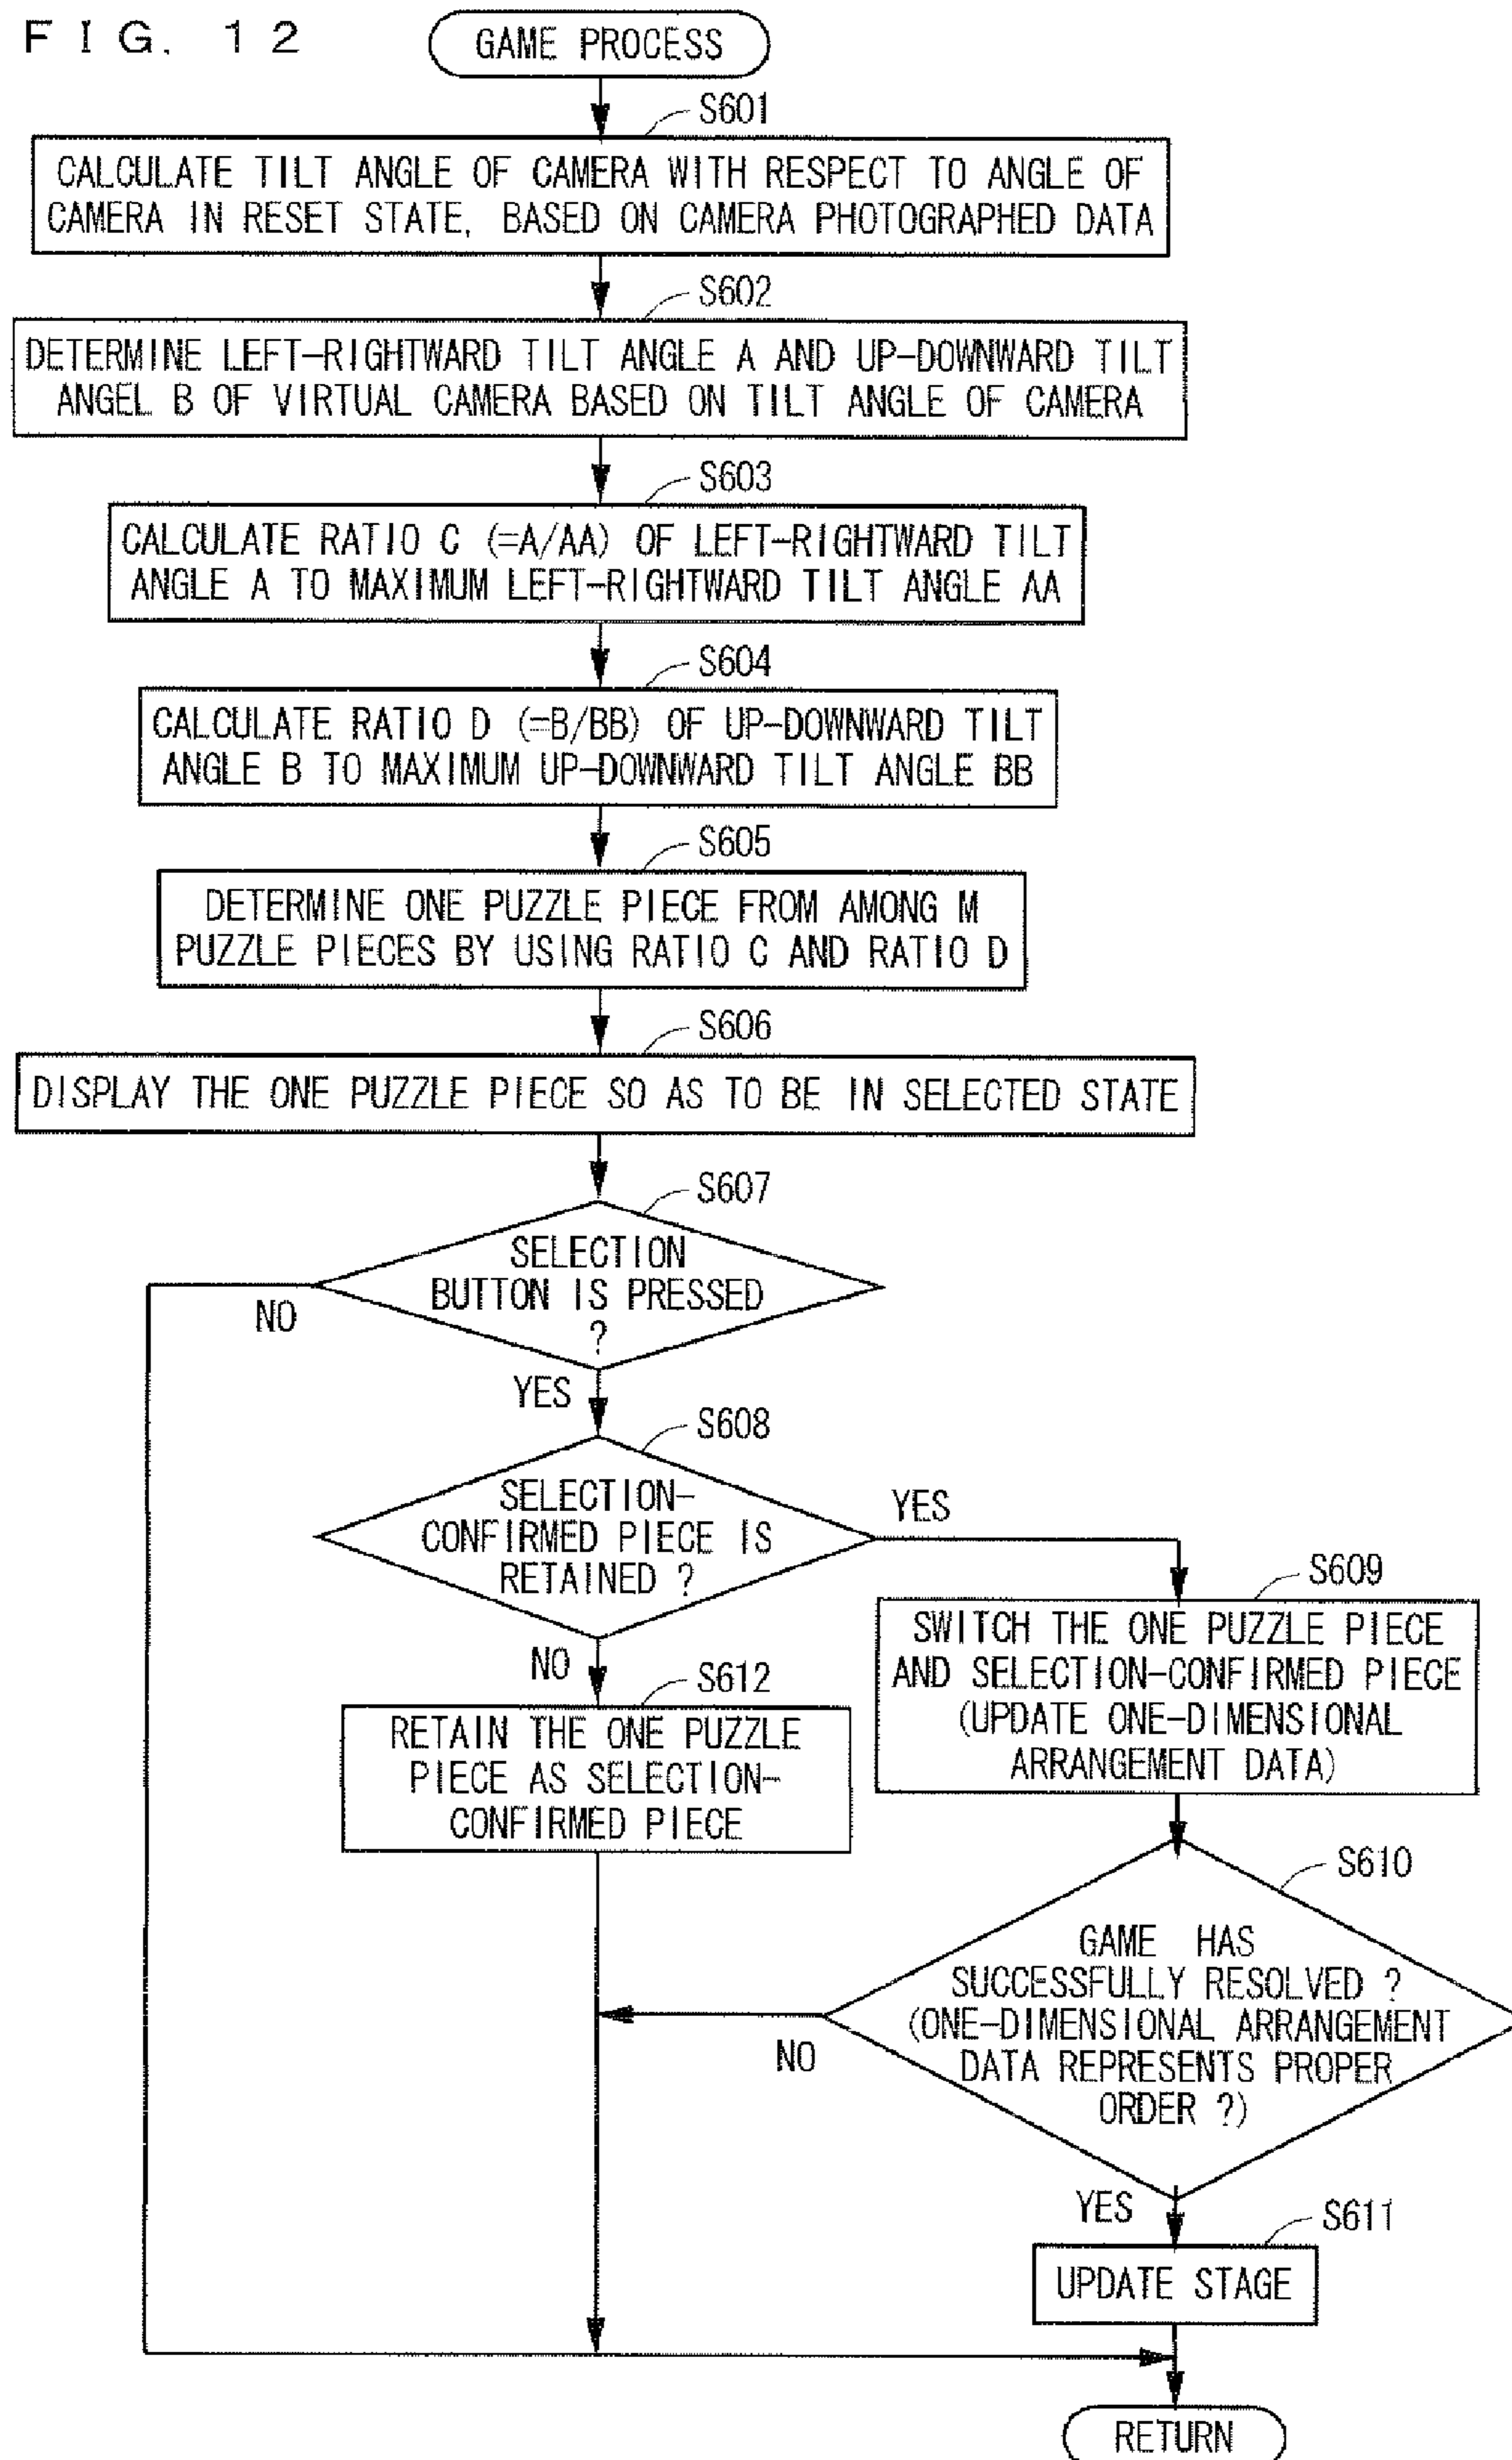 FIG. 12
GAME PROCESS
S601
CALCULATE TILT ANGLE OF CAMERA WITH RESPECT TO ANGLE OF
CAMERA IN RESET STATE, BASED ON CAMERA PHOTOGRAPHED DATA
S602
DETERMINE LEFT-RIGHTWARD TILT ANGLE A AND UP-DOWNWARD TILT
ANGEL B OF VIRTUAL CAMERA BASED ON TILT ANGLE OF CAMERA
S603
CALCULATE RATIO C (=A/AA) OF LEFT-RIGHTWARD TILT
ANGLE A TO MAXIMUM LEFT-RIGHTWARD TILT ANGLE AA
S604
CALCULATE RATIO D (=B/BB) OF UP-DOWNWARD TILT
ANGLE B TO MAXIMUM UP-DOWNWARD TILT ANGLE BB
S605
DETERMINE ONE PUZZLE PIECE FROM AMONG M
PUZZLE PIECES BY USING RATIO C AND RATIO D
S606
DISPLAY THE ONE PUZZLE PIECE SO AS TO BE IN SELECTED STATE
S607
SELECTION
BUTTON IS PRESSED
?
NO
YES
S608
SELECTION-
CONFIRMED PIECE IS
RETAINED ?
YES
NO
S609
SWITCH THE ONE PUZZLE PIECE
AND SELECTION-CONFIRMED PIECE
(UPDATE ONE-DIMENSIONAL
ARRANGEMENT DATA)
S612
RETAIN THE ONE PUZZLE
PIECE AS SELECTION-
CONFIRMED PIECE
S610
GAME HAS
SUCCESSFULLY RESOLVED ?
(ONE-DIMENSIONAL ARRANGEMENT
DATA REPRESENTS PROPER
ORDER ?)
NO
YES
S611
UPDATE STAGE
RETURN